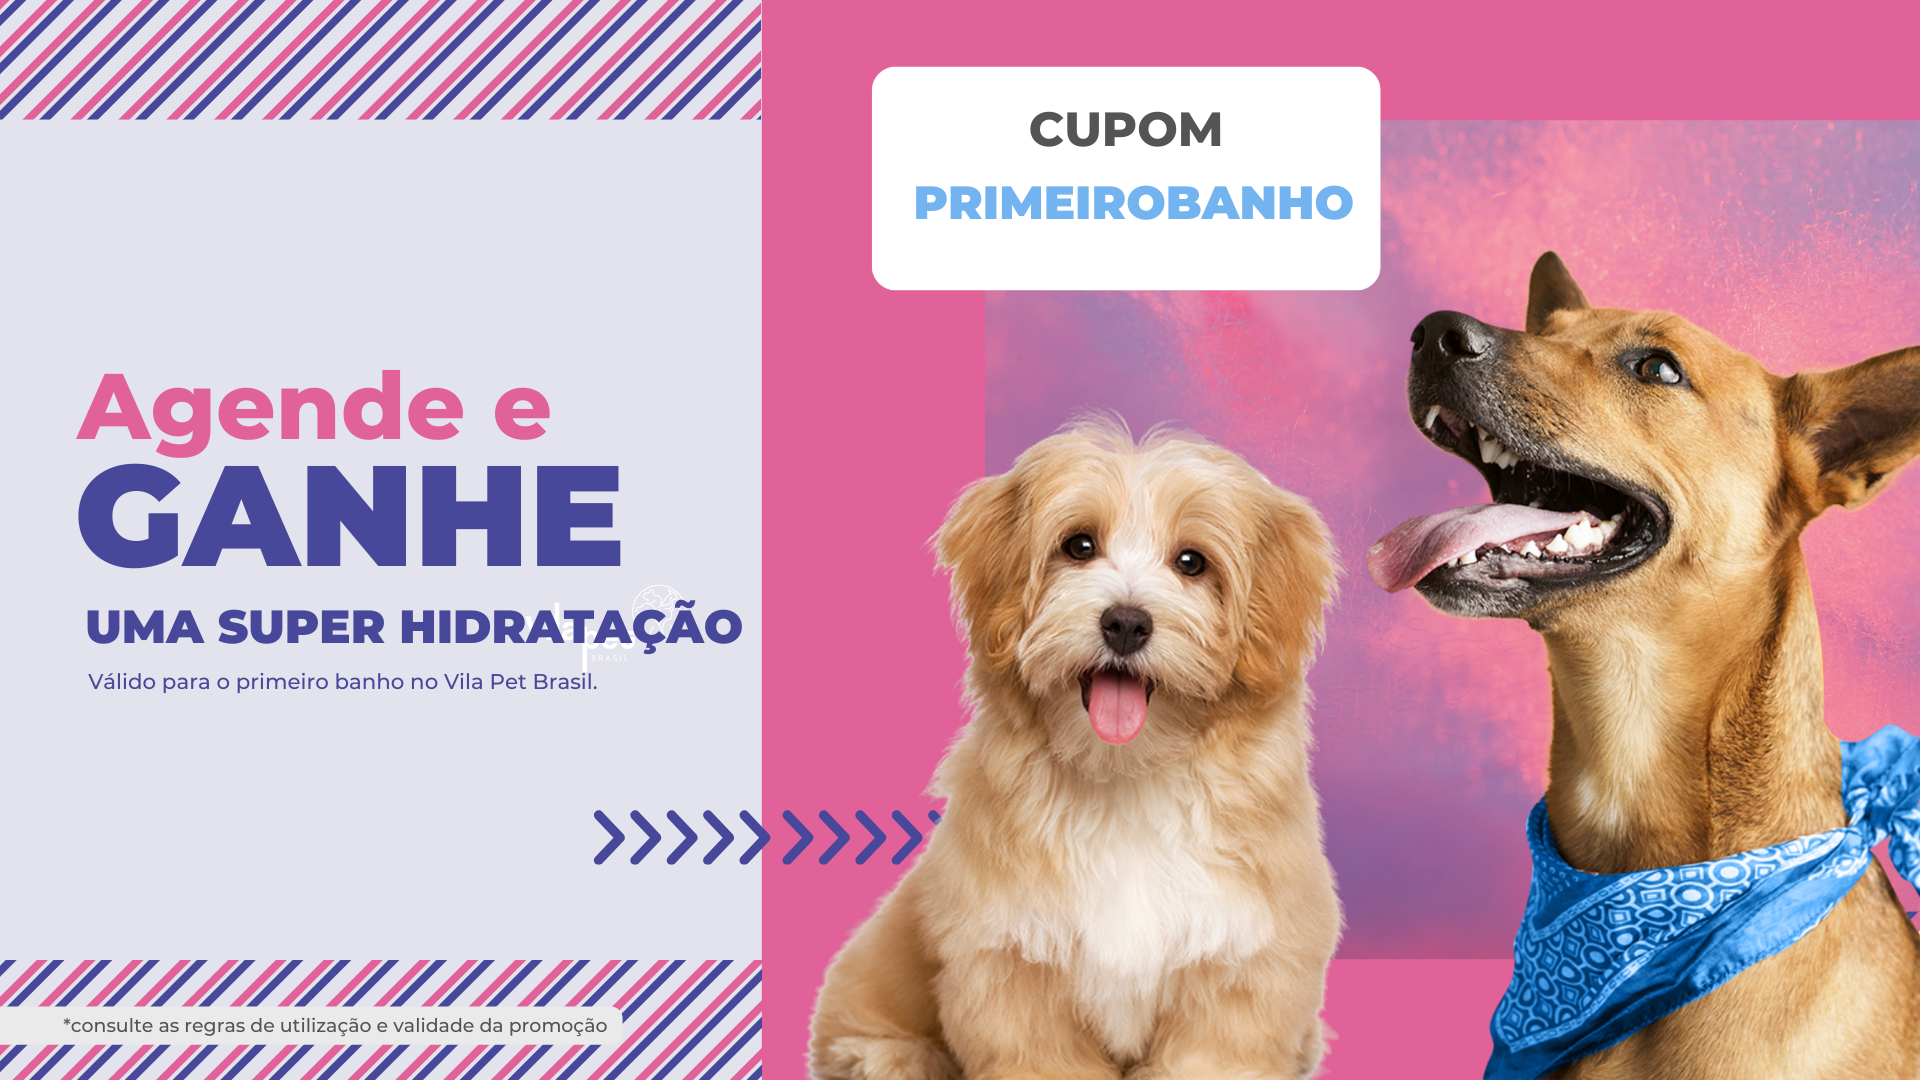 CUPOM
PRIMEIROBANHO
Agende e
GANHE
UMA SUPER HIDRATAÇÃO
BRASIL
Válido para o primeiro banho no Vila Pet Brasil.
*consulte as regras de utilização e validade da promoção